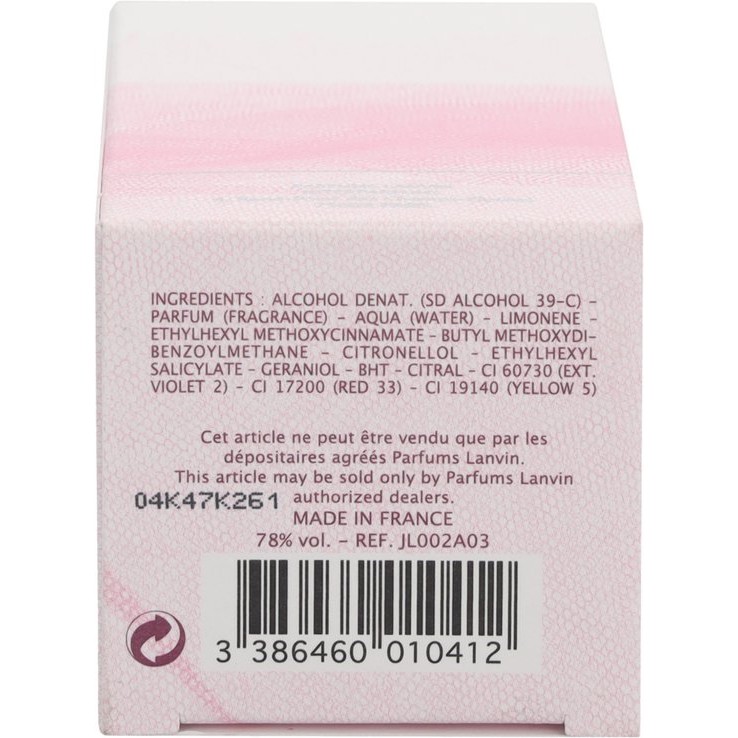 INGREDIENTS : ALCOHOL DENAT. (SD ALCOHOL 39-C) –
PARFUM (FRAGRANCE) – AQUA (WATER) – LIMONENE –
ETHYLHEXYL METHOXYCINNAMATE – BUTYL METHOXYDI-
BENZOYLMETHANE – CITRONELLOL – ETHYLHEXYL
SALICYLATE – GERANIOL – BHT – CITRAL – CI 60730 (EXT.
VIOLET 2) – CI 17200 (RED 33) – CI 19140 (YELLOW 5)
Cet article ne peut être vendu que par les
dépositaires agréés Parfums Lanvin.
This article may be sold only by Parfums Lanvin
authorized dealers.
04K47K261
MADE IN FRANCE
78% vol. – REF. JL002A03
3 386460 010412